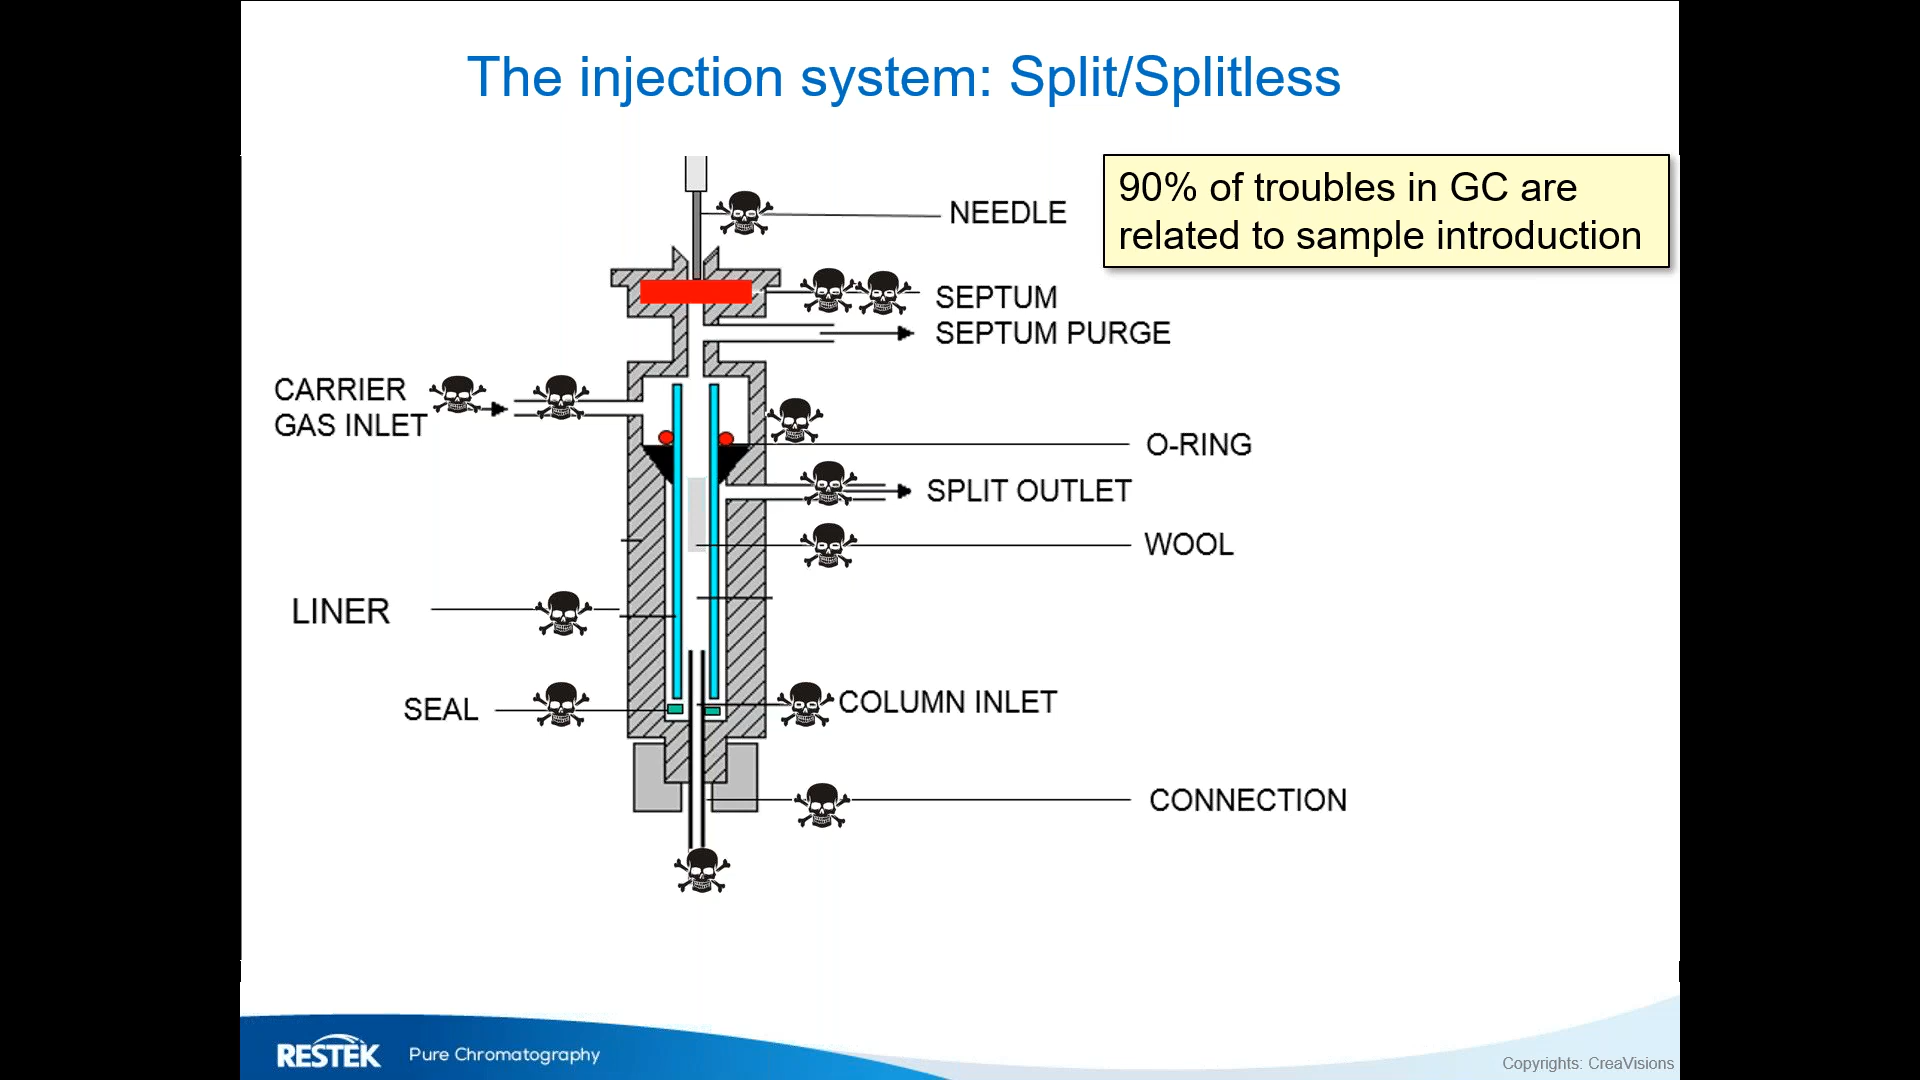 The injection system: Split/Splitless
90% of troubles in GC are
related to sample introduction
NEEDLE
SEPTUM
SEPTUM PURGE
CARRIER
GAS INLET
O-RING
SPLIT OUTLET
WOOL
LINER
SEAL
COLUMN INLET
CONNECTION
RESTEK Pure Chromatography
Copyrights: CreaVisions